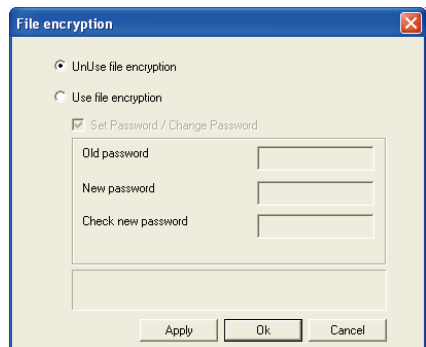 File encryption
UnUse file encryption
Use file encryption
Set Password / Change Password
Old password
New password
Check new password
Apply Ok Cancel